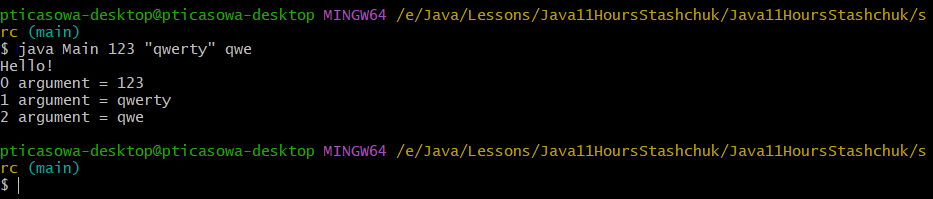 pticasowa-desktop@pticasowa-desktop MINGW64 /e/Java/Lessons/Java11HoursStashchuk/Java11HoursStashchuk/s
rc (main)
$ java Main 123 "qwerty" qwe
Hello!
0 argument = 123
1 argument = qwerty
2 argument = qwe
pticasowa-desktop@pticasowa-desktop MINGW64 /e/Java/Lessons/Java11HoursStashchuk/Java11HoursStashchuk/s
rc (main)
$